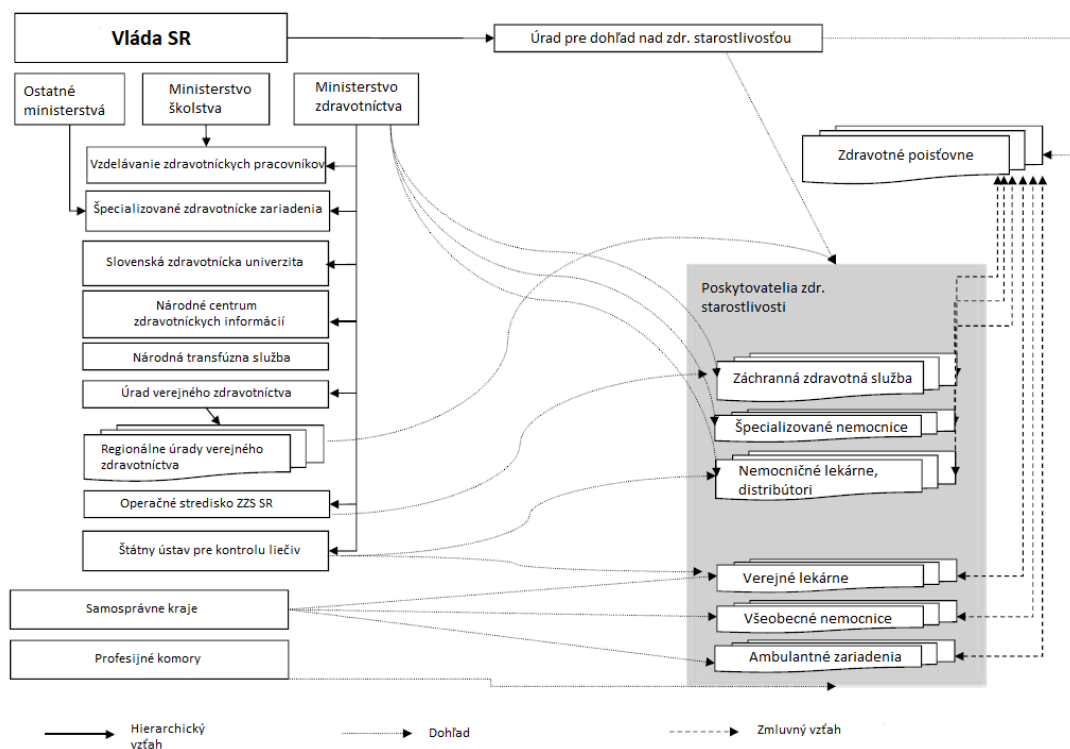 Vláda SR
Úrad pre dohľad nad zdr. starostlivosťou
Ostatné
ministerstvá
Ministerstvo
školstva
Ministerstvo
zdravotníctva
Zdravotné poisťovne
Vzdelávanie zdravotníckych pracovníkov
Špecializované zdravotnícke zariadenia
Slovenská zdravotnícka univerzita
Národné centrum
zdravotníckych informácií
Národná transfúzna služba
Úrad verejného zdravotníctva
Regionálne úrady verejného
zdravotníctva
Operačné stredisko ZZS SR
Štátny ústav pre kontrolu liečiv
Samosprávne kraje
Profesijné komory
Poskytovatelia zdr.
starostlivosti
Záchranná zdravotná služba
Špecializované nemocnice
Nemocničné lekárne,
distribútori
Verejné lekárne
Všeobecné nemocnice
Ambulantné zariadenia
Hierarchický
vzťah
Dohľad
Zmluvný vzťah